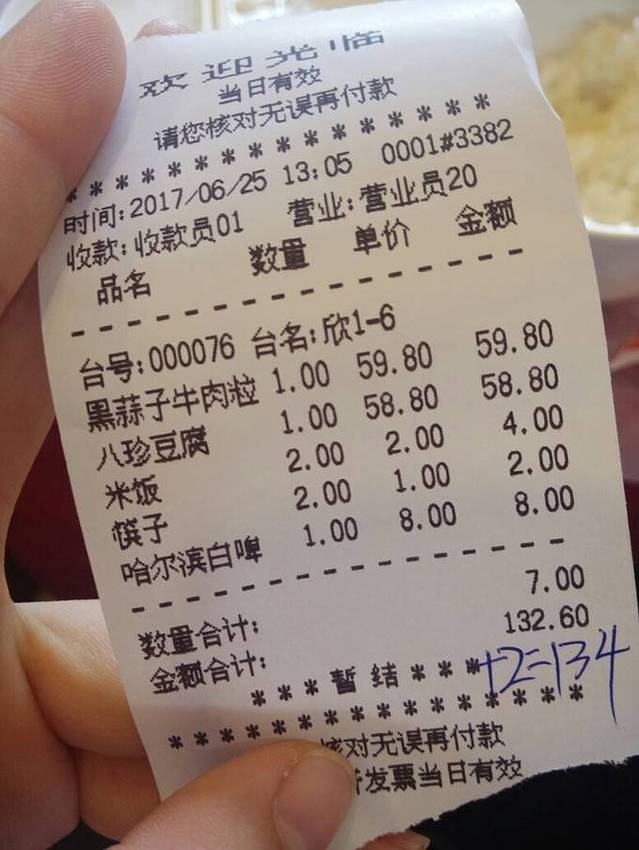 欢迎光临
当日有效
请您核对无误再付款
* * * * * * * * * * * * * * * * *
时间:2017/06/25 13:05 0001#3382
收款:收款员01 营业:营业员20
品名 数量 单价 金额
- - - - - - - - - - - - - - - - -
台号:000076 台名:欣1-6
黑蒜子牛肉粒 1.00 59.80 59.80
八珍豆腐 1.00 58.80 58.80
米饭 2.00 2.00 4.00
筷子 2.00 1.00 2.00
哈尔滨白啤 1.00 8.00 8.00
- - - - - - - - - - - - - - - - -
数量合计: 7.00
金额合计: 132.60
* * * 暂 结 * * * +2=134
* * * * * * * * * * * * * * * * *
核对无误再付款
发票当日有效